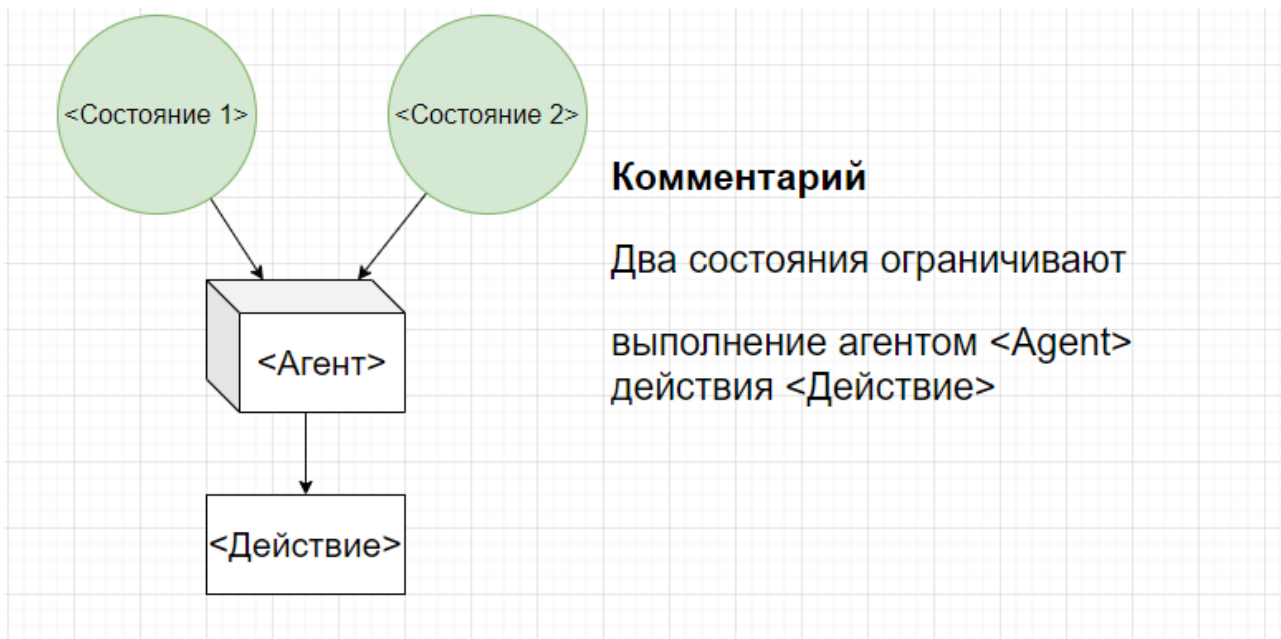 <Состояние 1>
<Состояние 2>
<Агент>
<Действие>
Комментарий
Два состояния ограничивают
выполнение агентом <Agent>
действия <Действие>